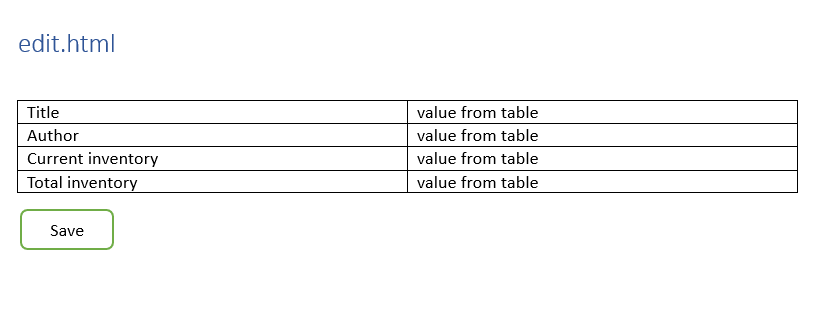 edit.html
Title value from table
Author value from table
Current inventory value from table
Total inventory value from table
Save